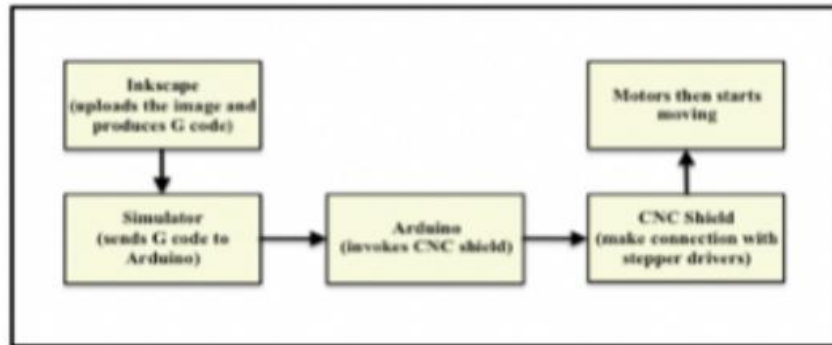 Inkscape
(uploads the image and
produces G code)
Simulator
(sends G code to
Arduino)
Arduino
(invokes CNC shield)
CNC Shield
(make connection with
stepper drivers)
Motors then starts
moving